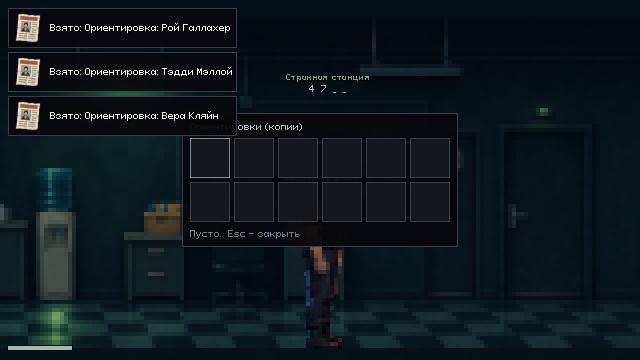 Взято: Ориентировка: Рой Галлахер
Взято: Ориентировка: Тэдди Мэллой
Взято: Ориентировка: Вера Кляйн
Странная станция
4 7 _ _
овки (копии)
Пусто. Esc - закрыть